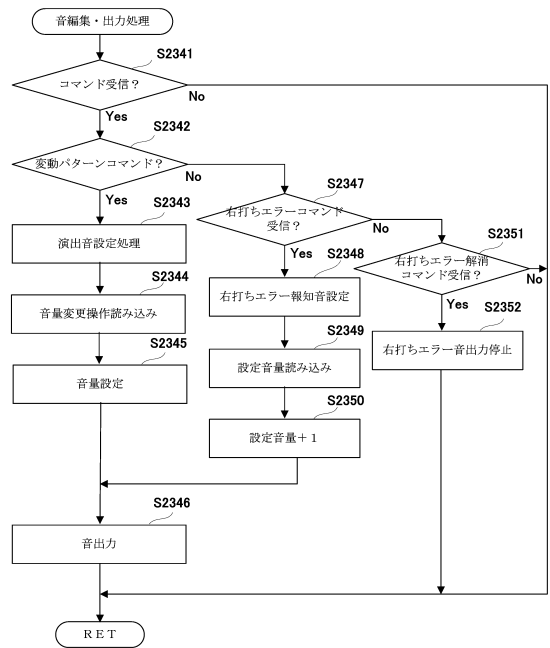 音編集・出力処理
S2341
コマンド受信？
No
Yes
S2342
変動パターンコマンド？
No
Yes
S2343
演出音設定処理
S2344
音量変更操作読み込み
S2345
音量設定
S2347
右打ちエラーコマンド
受信？
No
Yes
S2348
右打ちエラー報知音設定
S2349
設定音量読み込み
S2350
設定音量＋１
S2351
右打ちエラー解消
コマンド受信？
No
Yes
S2352
右打ちエラー音出力停止
S2346
音出力
ＲＥＴ